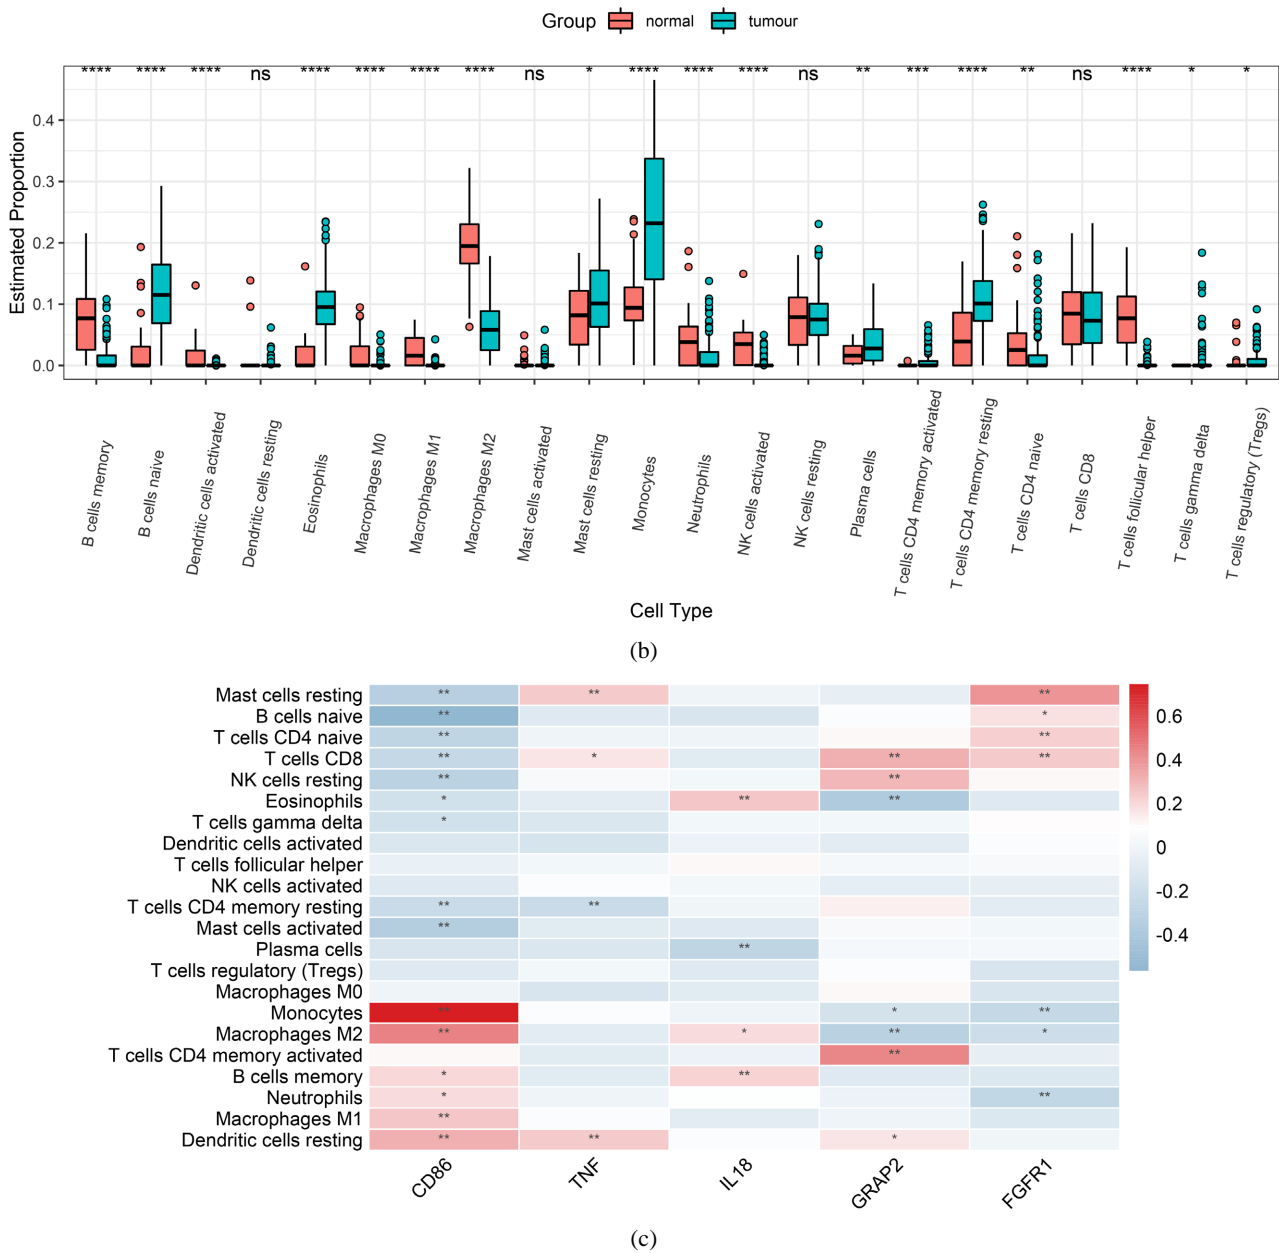 Group normal tumour
**** **** **** ns **** **** **** **** ns * **** **** **** ns ** *** **** ** ns **** * *
Estimated Proportion
0.4
0.3
0.2
0.1
0.0
B cells memory
B cells naive
Dendritic cells activated
Dendritic cells resting
Eosinophils
Macrophages M0
Macrophages M1
Macrophages M2
Mast cells activated
Mast cells resting
Monocytes
Neutrophils
NK cells activated
NK cells resting
Plasma cells
T cells CD4 memory activated
T cells CD4 memory resting
T cells CD4 naive
T cells CD8
T cells follicular helper
T cells gamma delta
T cells regulatory (Tregs)
Cell Type
(b)
Mast cells resting ** ** **
B cells naive ** *
T cells CD4 naive ** **
T cells CD8 ** * ** **
NK cells resting ** **
Eosinophils * ** **
T cells gamma delta *
Dendritic cells activated
T cells follicular helper
NK cells activated
T cells CD4 memory resting ** **
Mast cells activated **
Plasma cells **
T cells regulatory (Tregs)
Macrophages M0
Monocytes ** * **
Macrophages M2 ** * ** *
T cells CD4 memory activated **
B cells memory * **
Neutrophils * **
Macrophages M1 **
Dendritic cells resting ** ** *
0.6
0.4
0.2
0
-0.2
-0.4
CD86
TNF
IL18
GRAP2
FGFR1
(c)